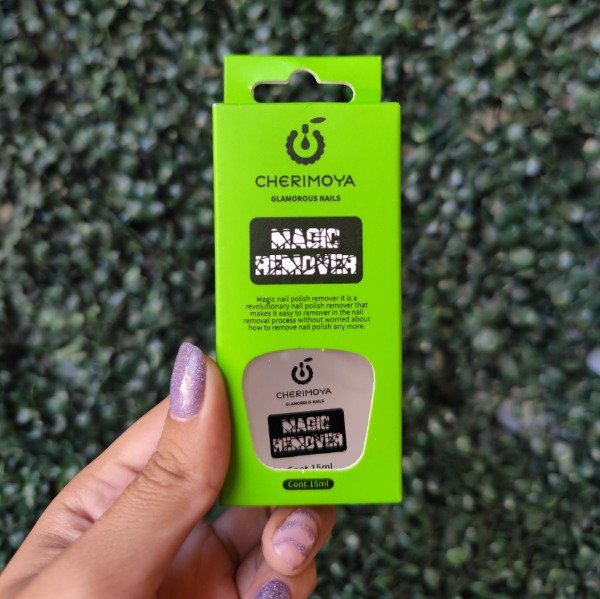 CHERIMOYA
GLAMOROUS NAILS
MAGIC
REMOVER
Magic nail polish remover it is a
revolutionary nail polish remover that
makes it easy to remover in the nail
removal process without worried about
how to remove nail polish any more.
CHERIMOYA
GLAMOROUS NAILS
MAGIC
REMOVER
Cont.15ml
Cont.15ml